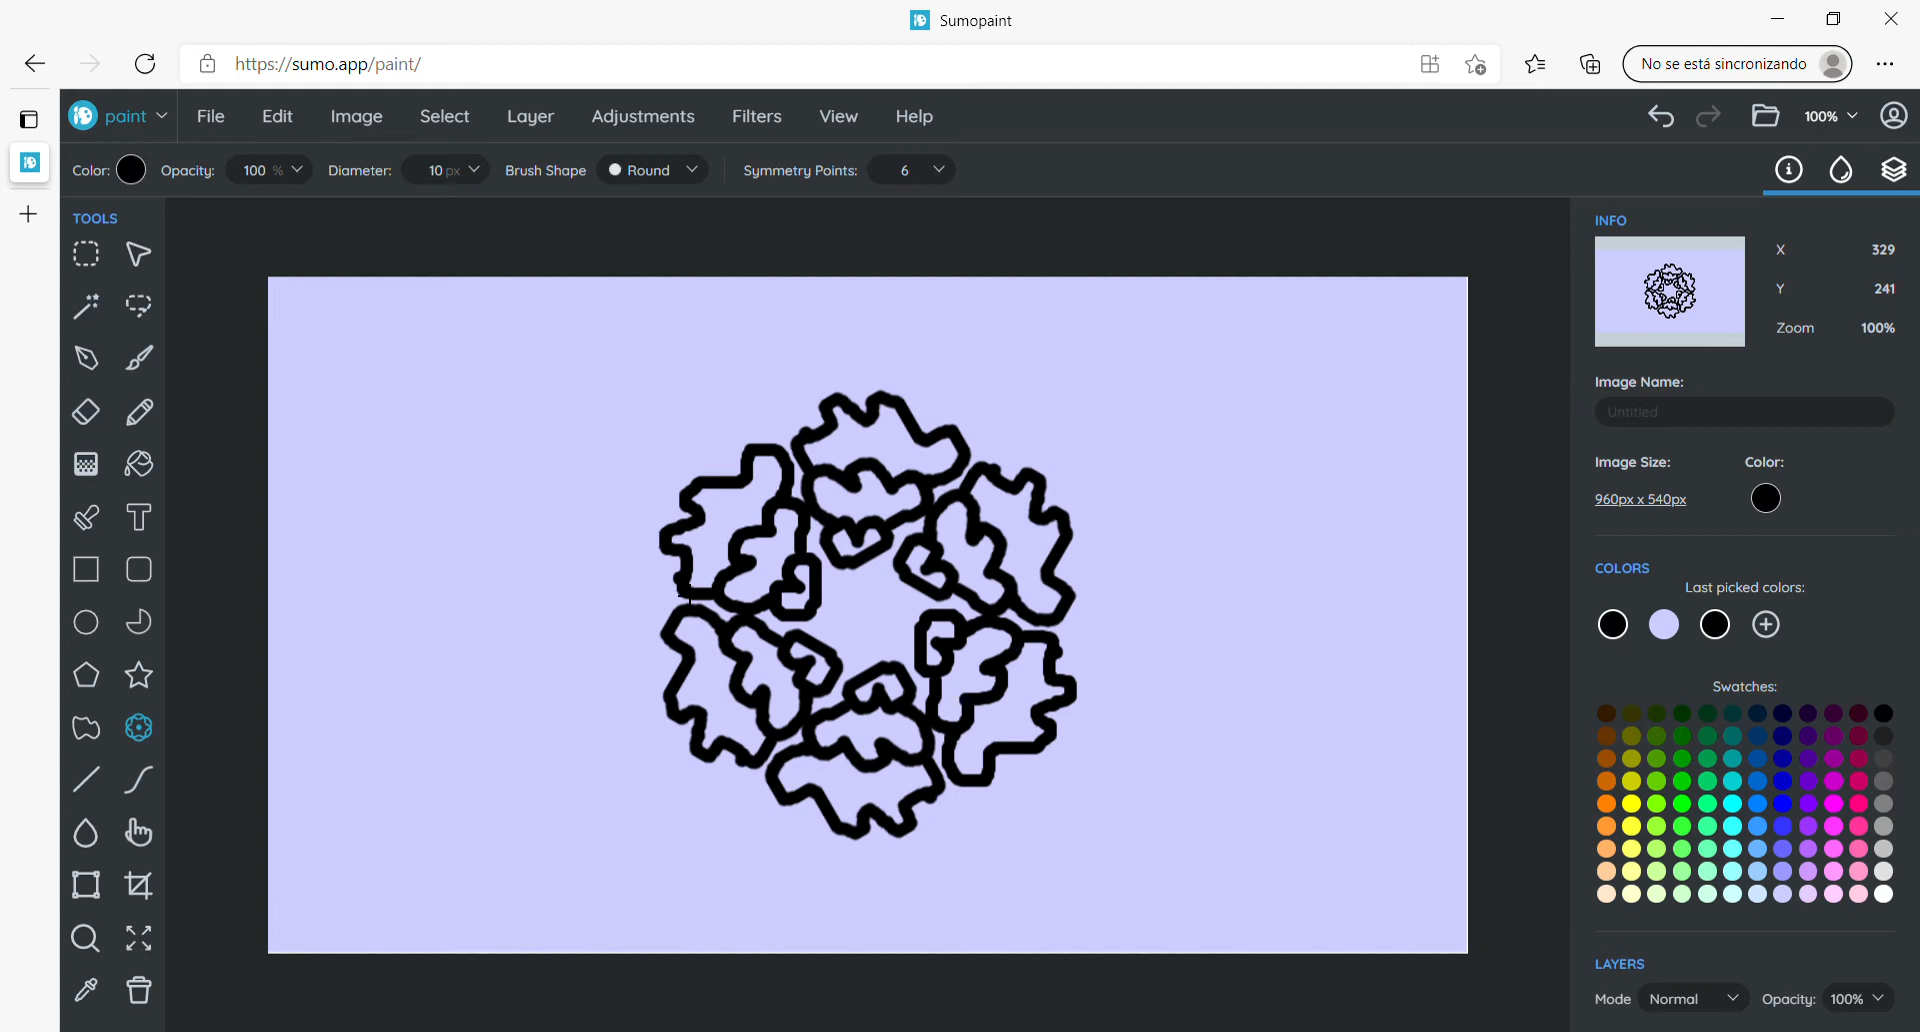 Sumopaint
https://sumo.app/paint/
No se está sincronizando
paint
File
Edit
Image
Select
Layer
Adjustments
Filters
View
Help
100%
Color:
Opacity: 100 %
Diameter: 10 px
Brush Shape Round
Symmetry Points: 6
TOOLS
INFO
X 329
Y 241
Zoom 100%
Image Name:
Untitled
Image Size: Color:
960px x 540px
COLORS
Last picked colors:
Swatches:
LAYERS
Mode Normal Opacity: 100%